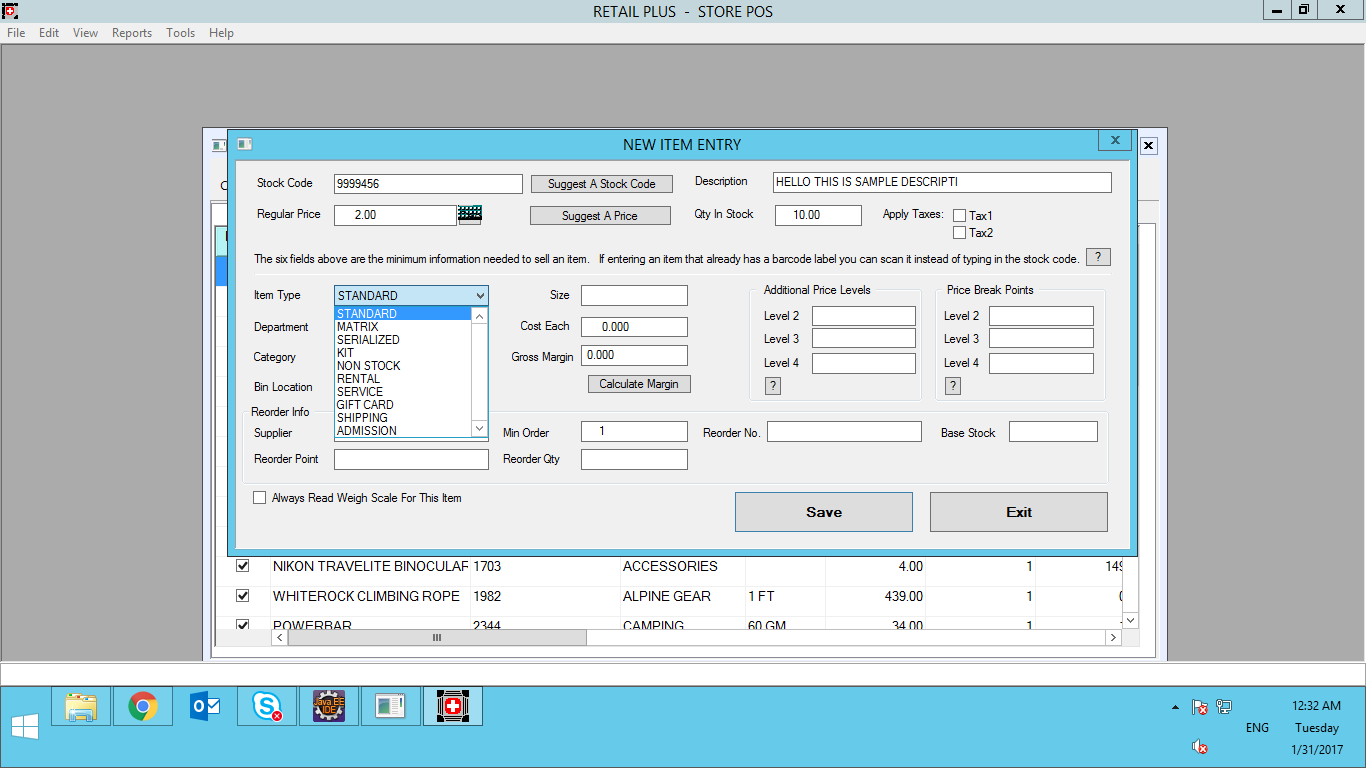 RETAIL PLUS - STORE POS
File Edit View Reports Tools Help
NEW ITEM ENTRY
Stock Code 9999456 Suggest A Stock Code Description HELLO THIS IS SAMPLE DESCRIPTI
Regular Price 2.00 Suggest A Price Qty In Stock 10.00 Apply Taxes: Tax1
Tax2
The six fields above are the minimum information needed to sell an item. If entering an item that already has a barcode label you can scan it instead of typing in the stock code. ?
Item Type STANDARD
STANDARD
MATRIX
SERIALIZED
KIT
NON STOCK
RENTAL
SERVICE
GIFT CARD
SHIPPING
ADMISSION
Department
Category
Bin Location
Size
Cost Each 0.000
Gross Margin 0.000
Calculate Margin
Additional Price Levels
Level 2
Level 3
Level 4
?
Price Break Points
Level 2
Level 3
Level 4
?
Reorder Info
Supplier Min Order 1 Reorder No. Base Stock
Reorder Point Reorder Qty
Always Read Weigh Scale For This Item
Save Exit
NIKON TRAVELITE BINOCULAR 1703 ACCESSORIES 4.00 1
WHITEROCK CLIMBING ROPE 1982 ALPINE GEAR 1 FT 439.00 1
POWERBAR 2344 CAMPING 60 GM 34.00 1
Java EE
IDE
ENG
12:32 AM
Tuesday
1/31/2017